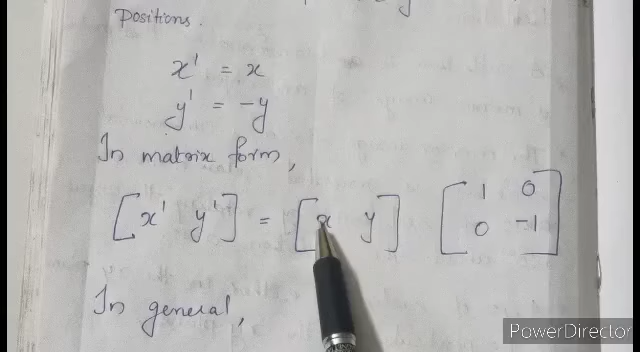 positions.
x' = x
y' = -y
In matrix form,
[x' y'] = [x y] [1 0
0 -1]
In general,
PowerDirector